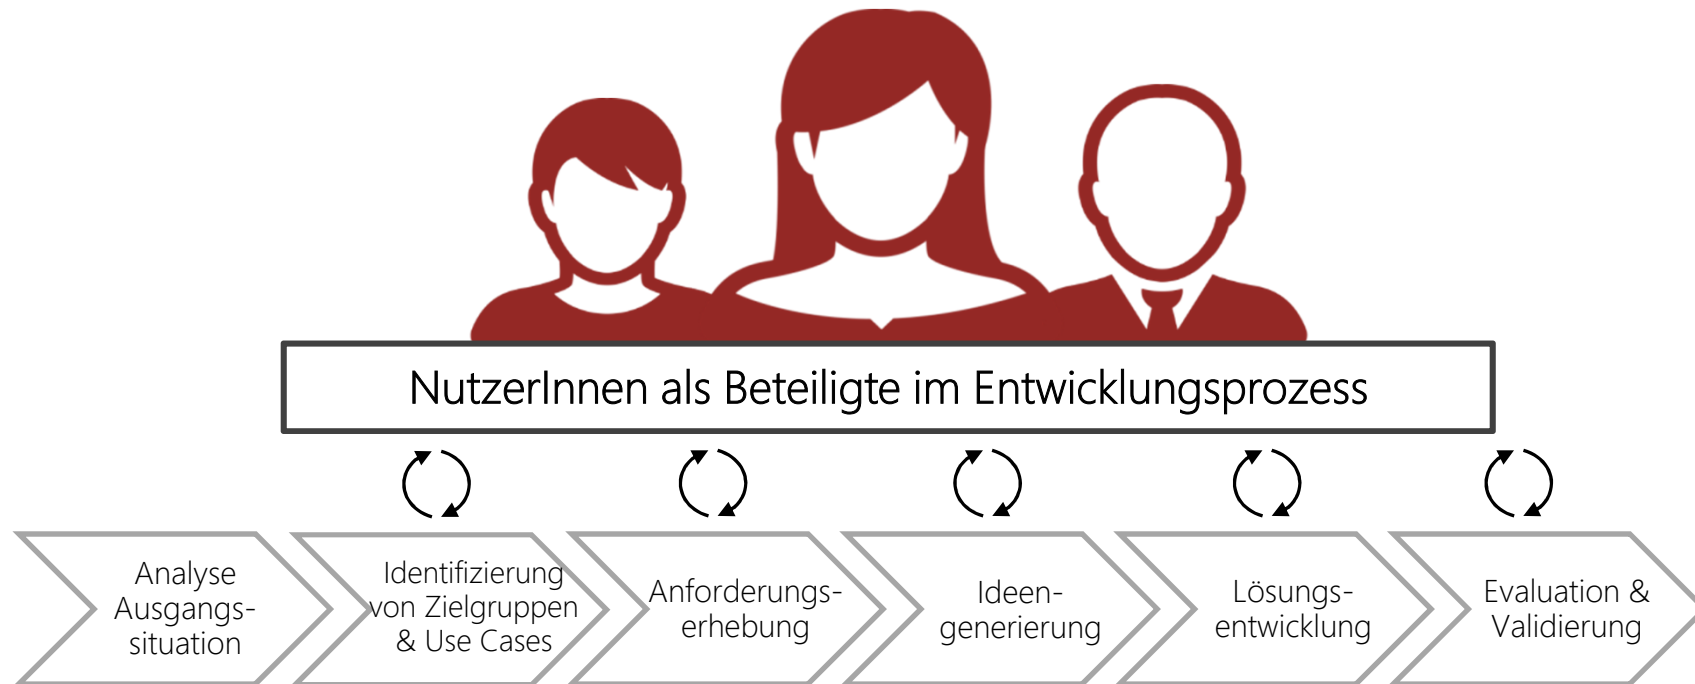 NutzerInnen als Beteiligte im Entwicklungsprozess
Analyse
Ausgangs-
situation
Identifizierung
von Zielgruppen
& Use Cases
Anforderungs-
erhebung
Ideen-
generierung
Lösungs-
entwicklung
Evaluation &
Validierung